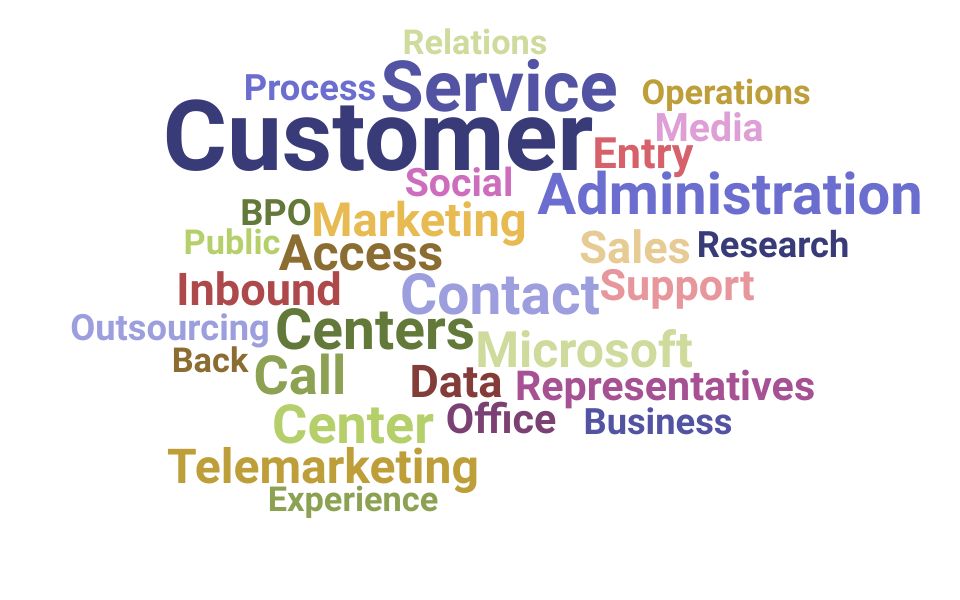 Relations
Process Service Operations
Customer Media
Entry
Social Administration
BPO Marketing
Public Access Sales Research
Inbound Contact Support
Outsourcing Centers Microsoft
Back Call Data Representatives
Center Office Business
Telemarketing
Experience